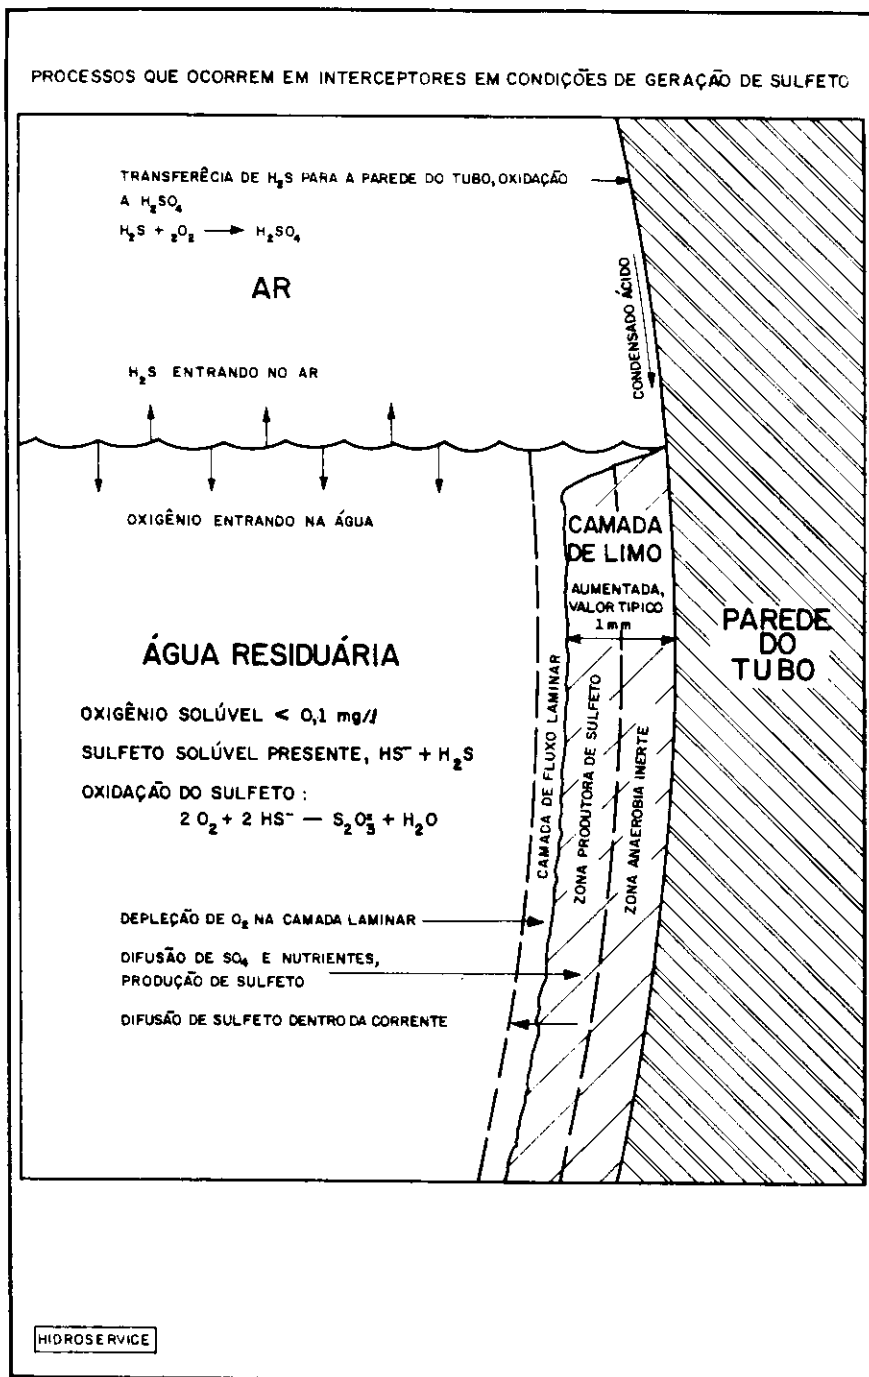 PROCESSOS QUE OCORREM EM INTERCEPTORES EM CONDIÇÕES DE GERAÇÃO DE SULFETO
TRANSFERÊCIA DE H₂S PARA A PAREDE DO TUBO, OXIDAÇÃO
A H₂SO₄
H₂S + ₂O₂ → H₂SO₄
AR
CONDENSADO ÁCIDO
H₂S ENTRANDO NO AR
OXIGÊNIO ENTRANDO NA ÁGUA
CAMADA
DE LIMO
AUMENTADA,
VALOR TIPICO
1 mm
PAREDE
DO
TUBO
ÁGUA RESIDUÁRIA
OXIGÊNIO SOLÚVEL < 0,1 mg/l
SULFETO SOLÚVEL PRESENTE, HS⁻ + H₂S
OXIDAÇÃO DO SULFETO :
2 O₂ + 2 HS⁻ — S₂O₃⁼ + H₂O
CAMADA DE FLUXO LAMINAR
ZONA PRODUTORA DE SULFETO
ZONA ANAEROBIA INERTE
DEPLEÇÃO DE O₂ NA CAMADA LAMINAR
DIFUSÃO DE SO₄ E NUTRIENTES,
PRODUÇÃO DE SULFETO
DIFUSÃO DE SULFETO DENTRO DA CORRENTE
HIDROSERVICE